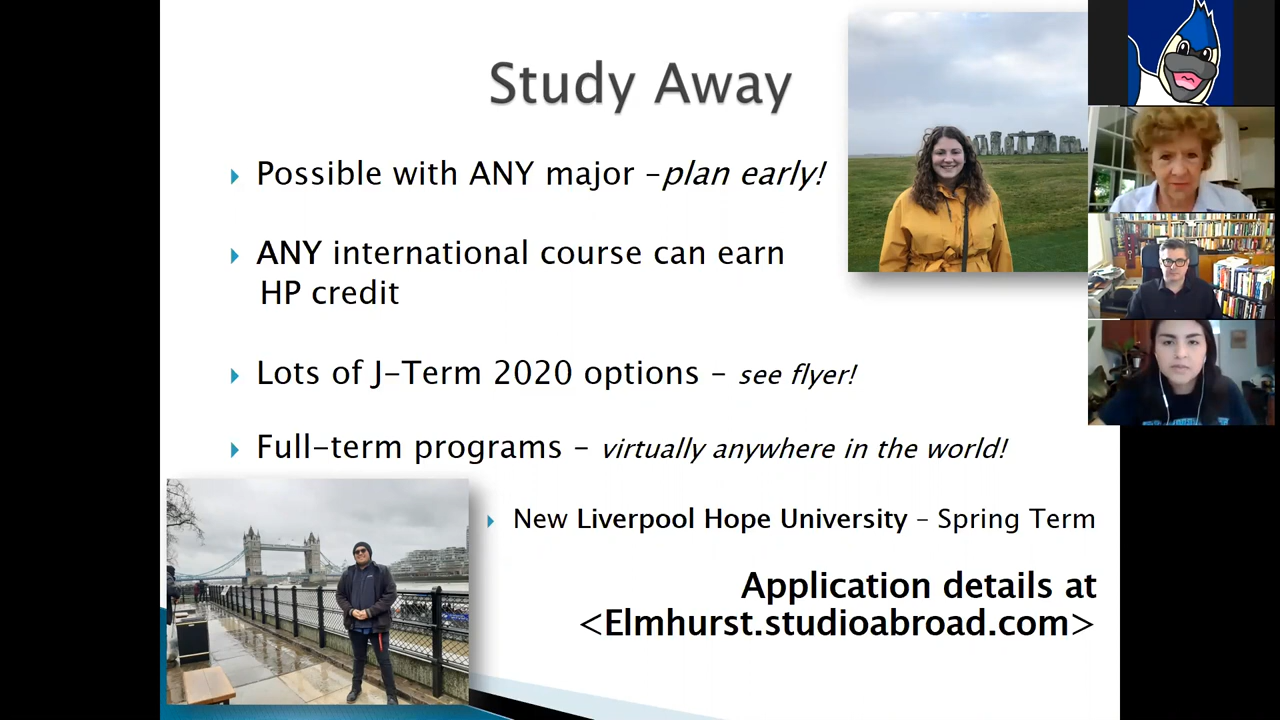 Study Away
Possible with ANY major –plan early!
ANY international course can earn
HP credit
Lots of J-Term 2020 options – see flyer!
Full-term programs – virtually anywhere in the world!
New Liverpool Hope University – Spring Term
Application details at
<Elmhurst.studioabroad.com>